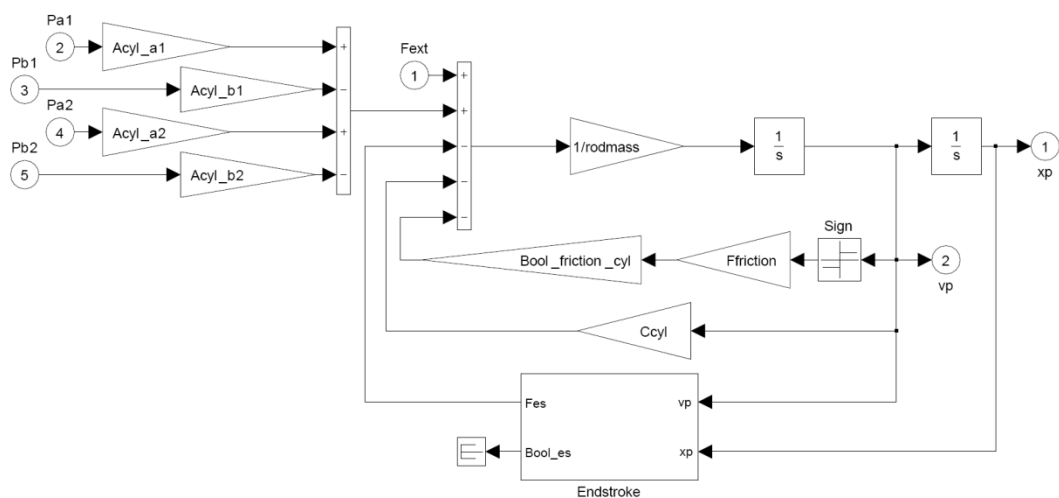 Pa1
2
Acyl_a1
+
Pb1
3
Acyl_b1
−
Pa2
4
Acyl_a2
+
Pb2
5
Acyl_b2
−
Fext
1
+
+
−
−
−
1/rodmass
1
s
1
s
1
xp
Sign
Bool _friction _cyl
Ffriction
2
vp
Ccyl
Fes
vp
Bool_es
xp
Endstroke